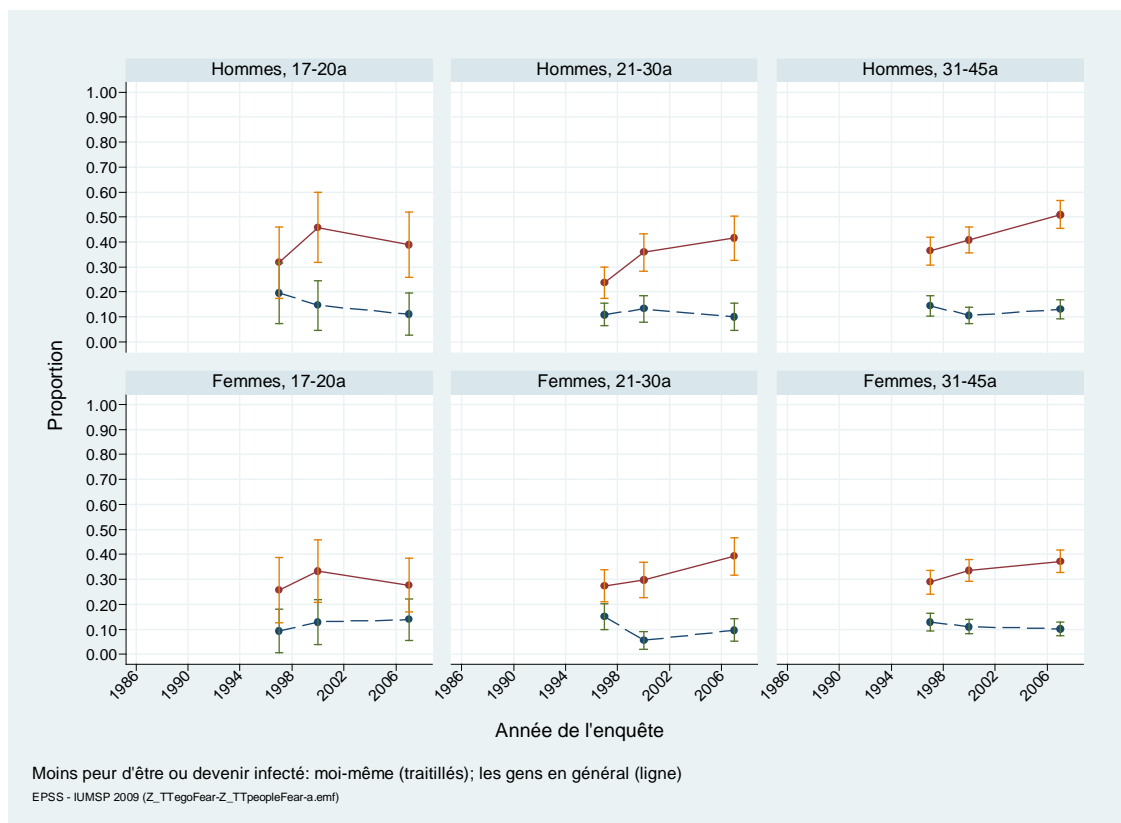 Hommes, 17-20a
Hommes, 21-30a
Hommes, 31-45a
1.00
0.90
0.80
0.70
0.60
0.50
0.40
0.30
0.20
0.10
0.00
Proportion
Femmes, 17-20a
Femmes, 21-30a
Femmes, 31-45a
1.00
0.90
0.80
0.70
0.60
0.50
0.40
0.30
0.20
0.10
0.00
1986 1990 1994 1998 2002 2006
1986 1990 1994 1998 2002 2006
1986 1990 1994 1998 2002 2006
Année de l'enquête
Moins peur d'être ou devenir infecté: moi-même (traitillés); les gens en général (ligne)
EPSS - IUMSP 2009 (Z_TTegoFear-Z_TTpeopleFear-a.emf)